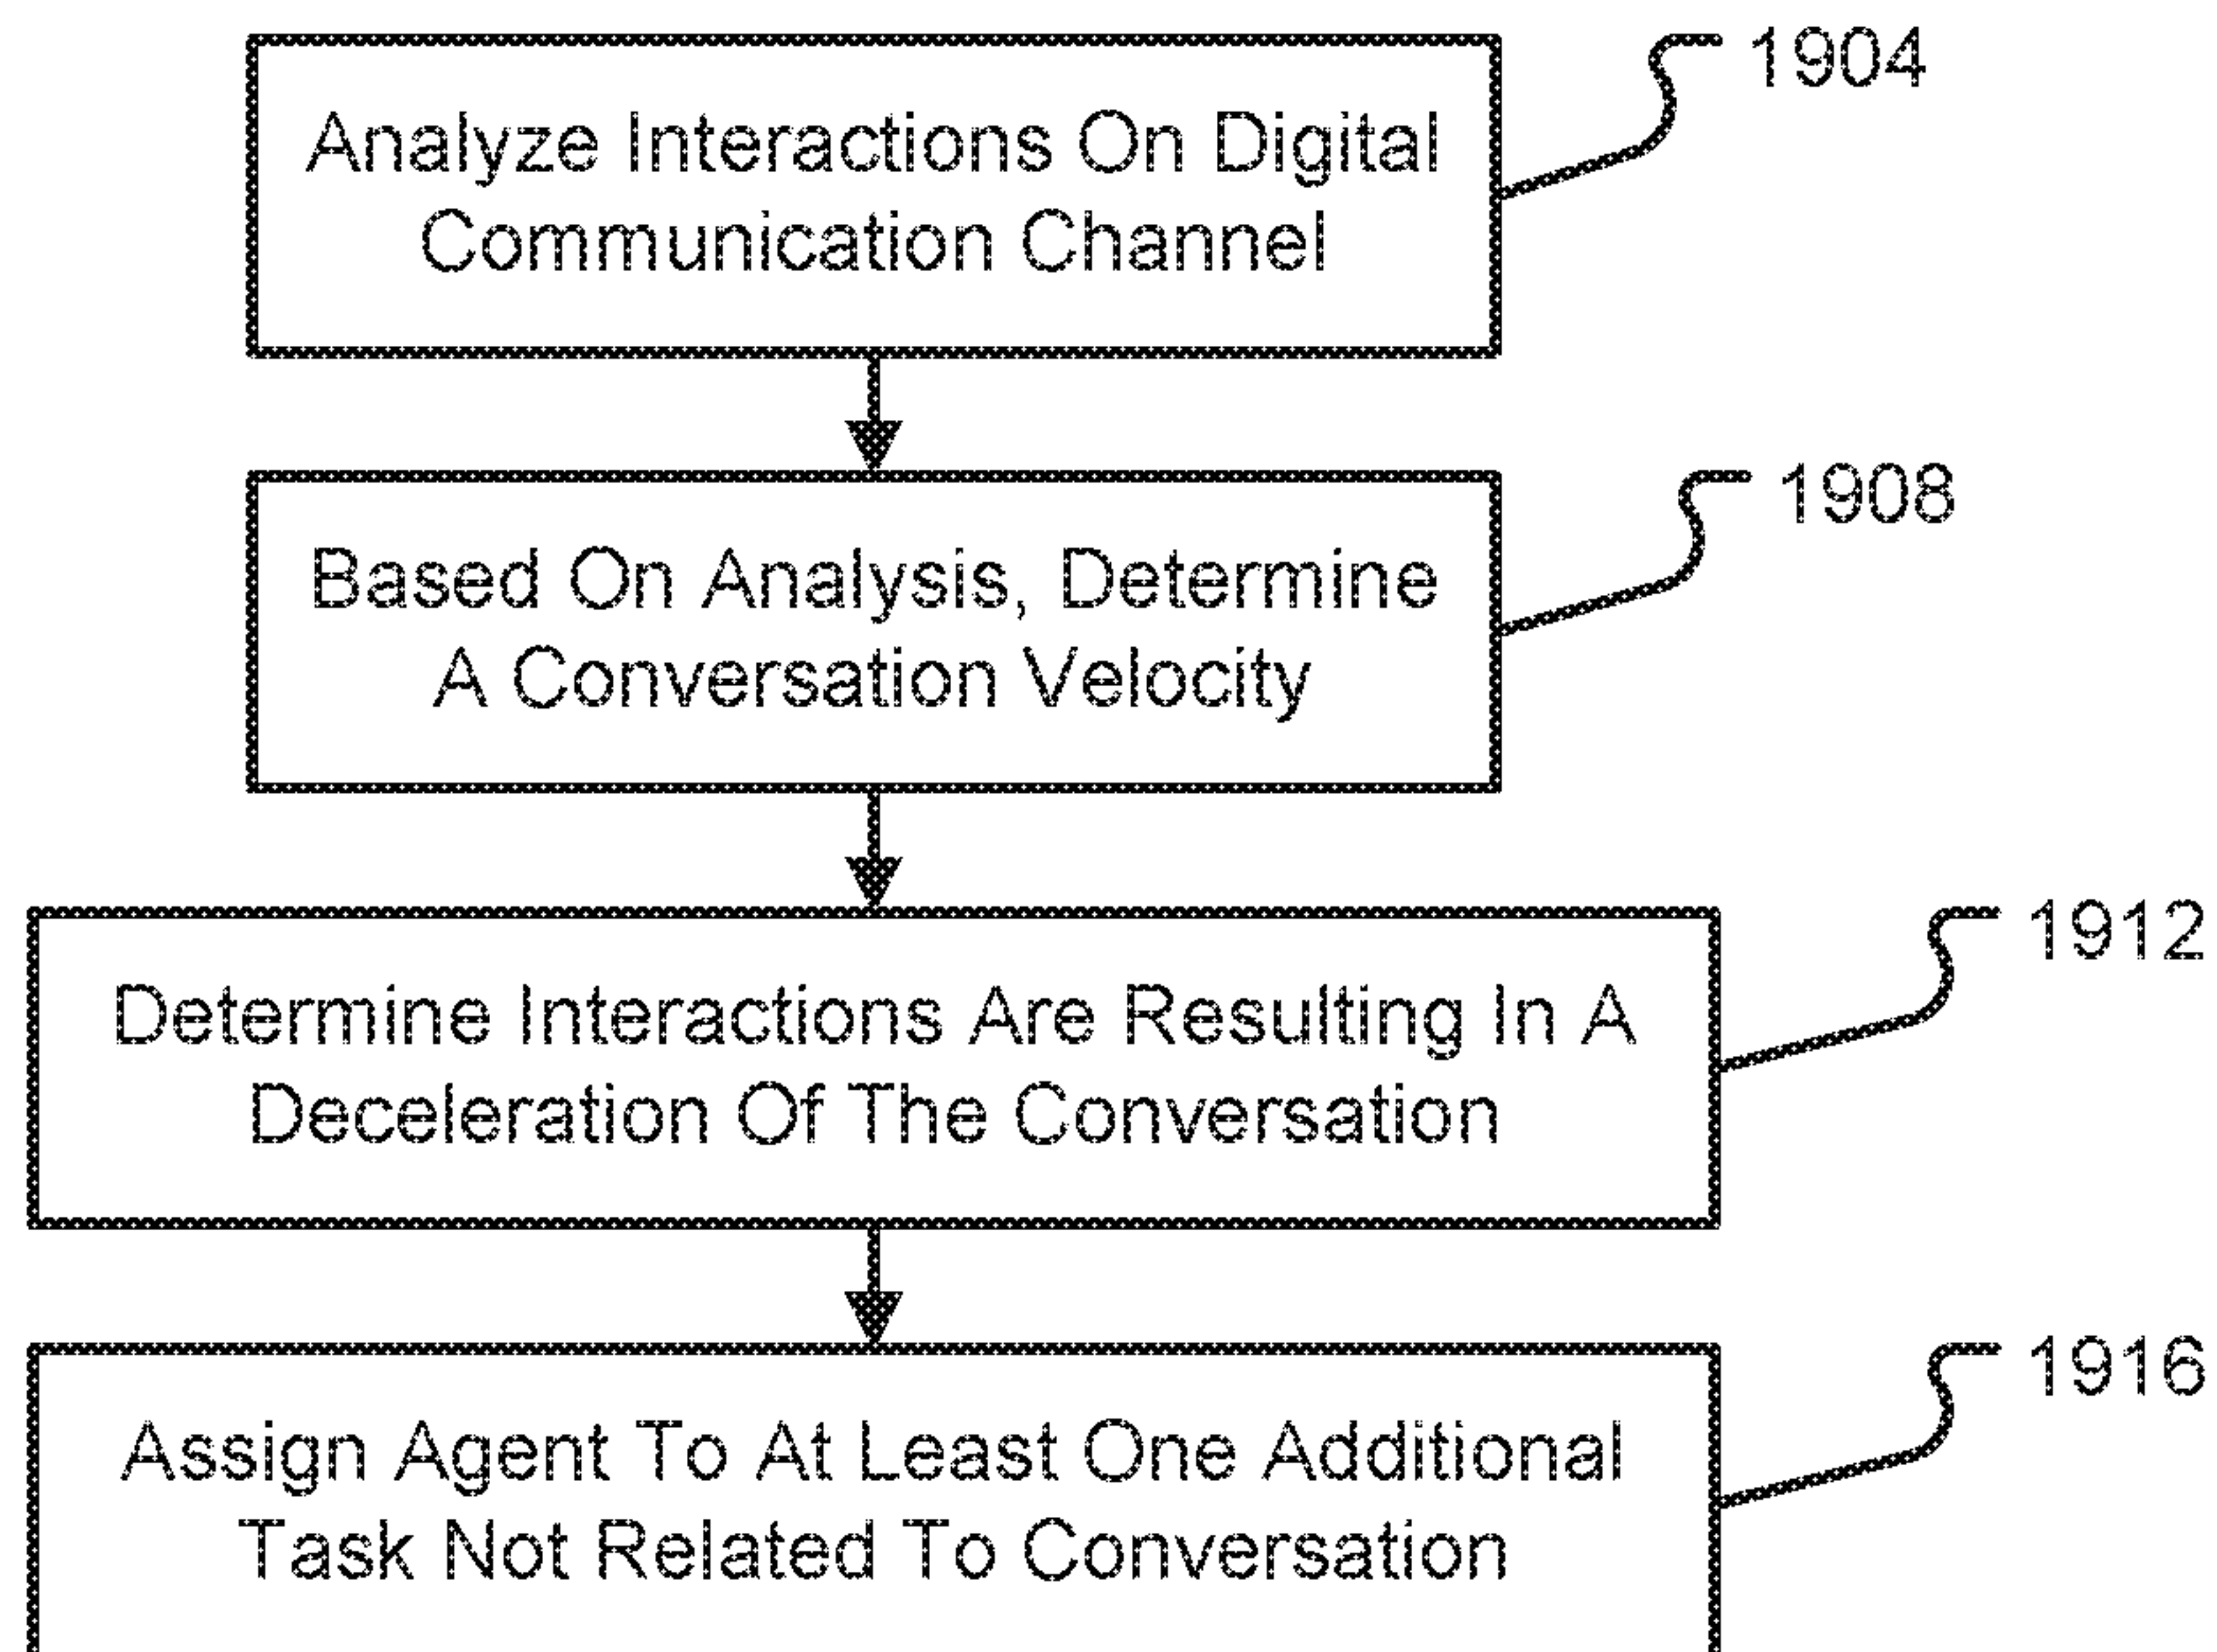 Analyze Interactions On Digital
Communication Channel
1904
Based On Analysis, Determine
A Conversation Velocity
1908
Determine Interactions Are Resulting In A
Deceleration Of The Conversation
1912
Assign Agent To At Least One Additional
Task Not Related To Conversation
1916